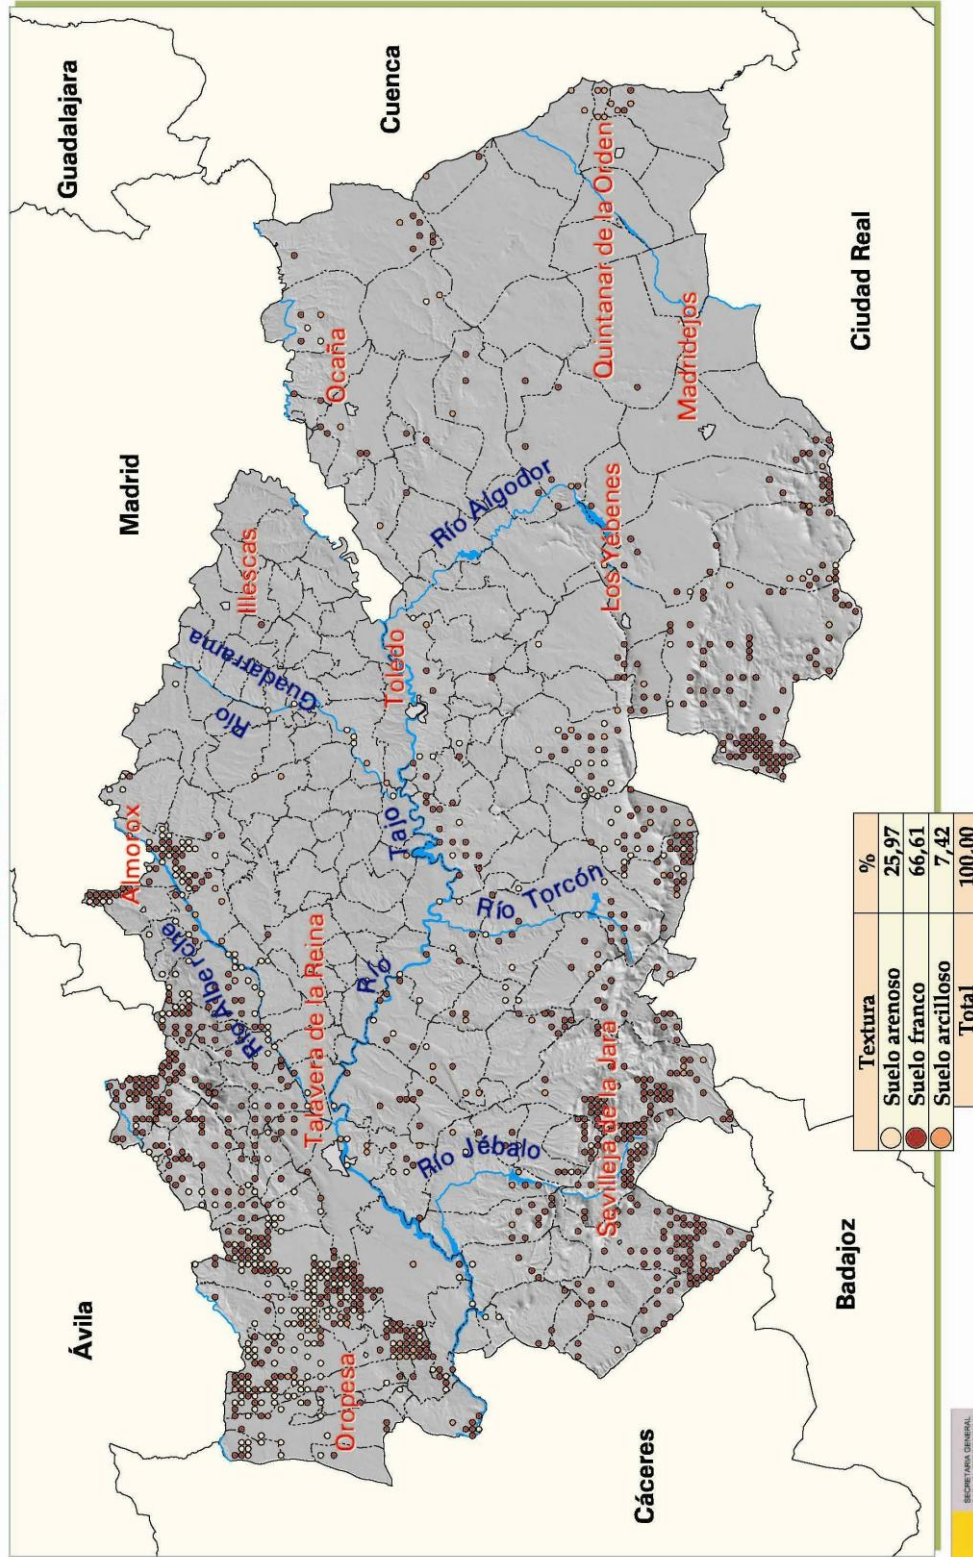 Guadalajara
Madrid
Ávila
Cuenca
Almorox
Illescas
Río
Guadarrama
Río Alberche
Ocaña
Talavera de la Reina
Toledo
Tajo
Río
Oropesa
Río Algodor
Río Torcón
Río Jébalo
Quintanar de la Orden
Los Yébenes
Sevilleja de la Jara
Madridejos
Cáceres
Badajoz
Ciudad Real
Textura %
Suelo arenoso 25,97
Suelo franco 66,61
Suelo arcilloso 7,42
Total 100,00
SECRETARIA GENERAL